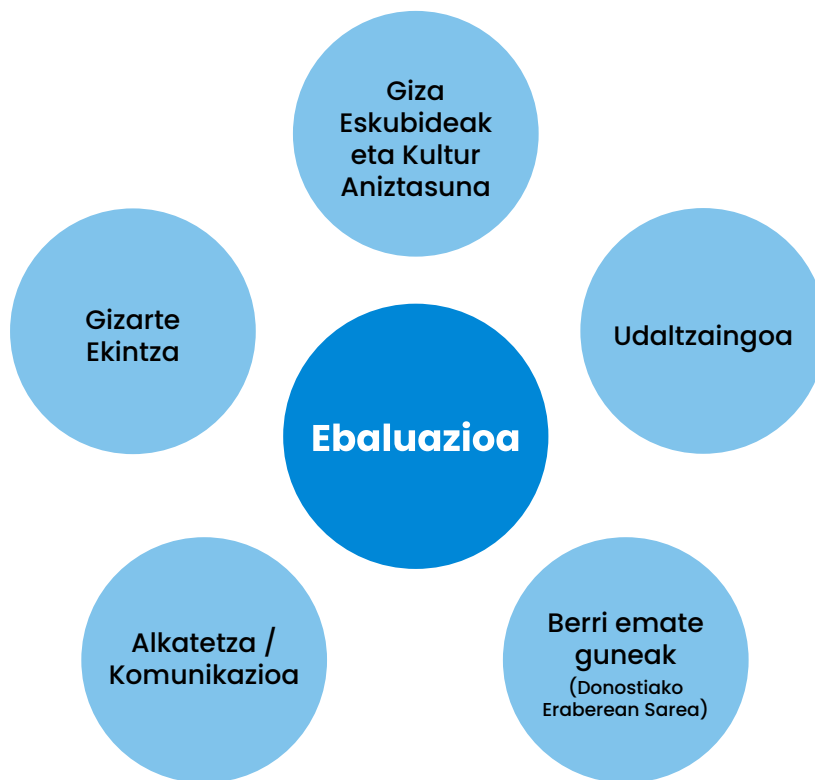 Giza
Eskubideak
eta Kultur
Aniztasuna
Gizarte
Ekintza
Udaltzaingoa
Ebaluazioa
Alkatetza /
Komunikazioa
Berri emate
guneak
(Donostiako
Eraberean Sarea)